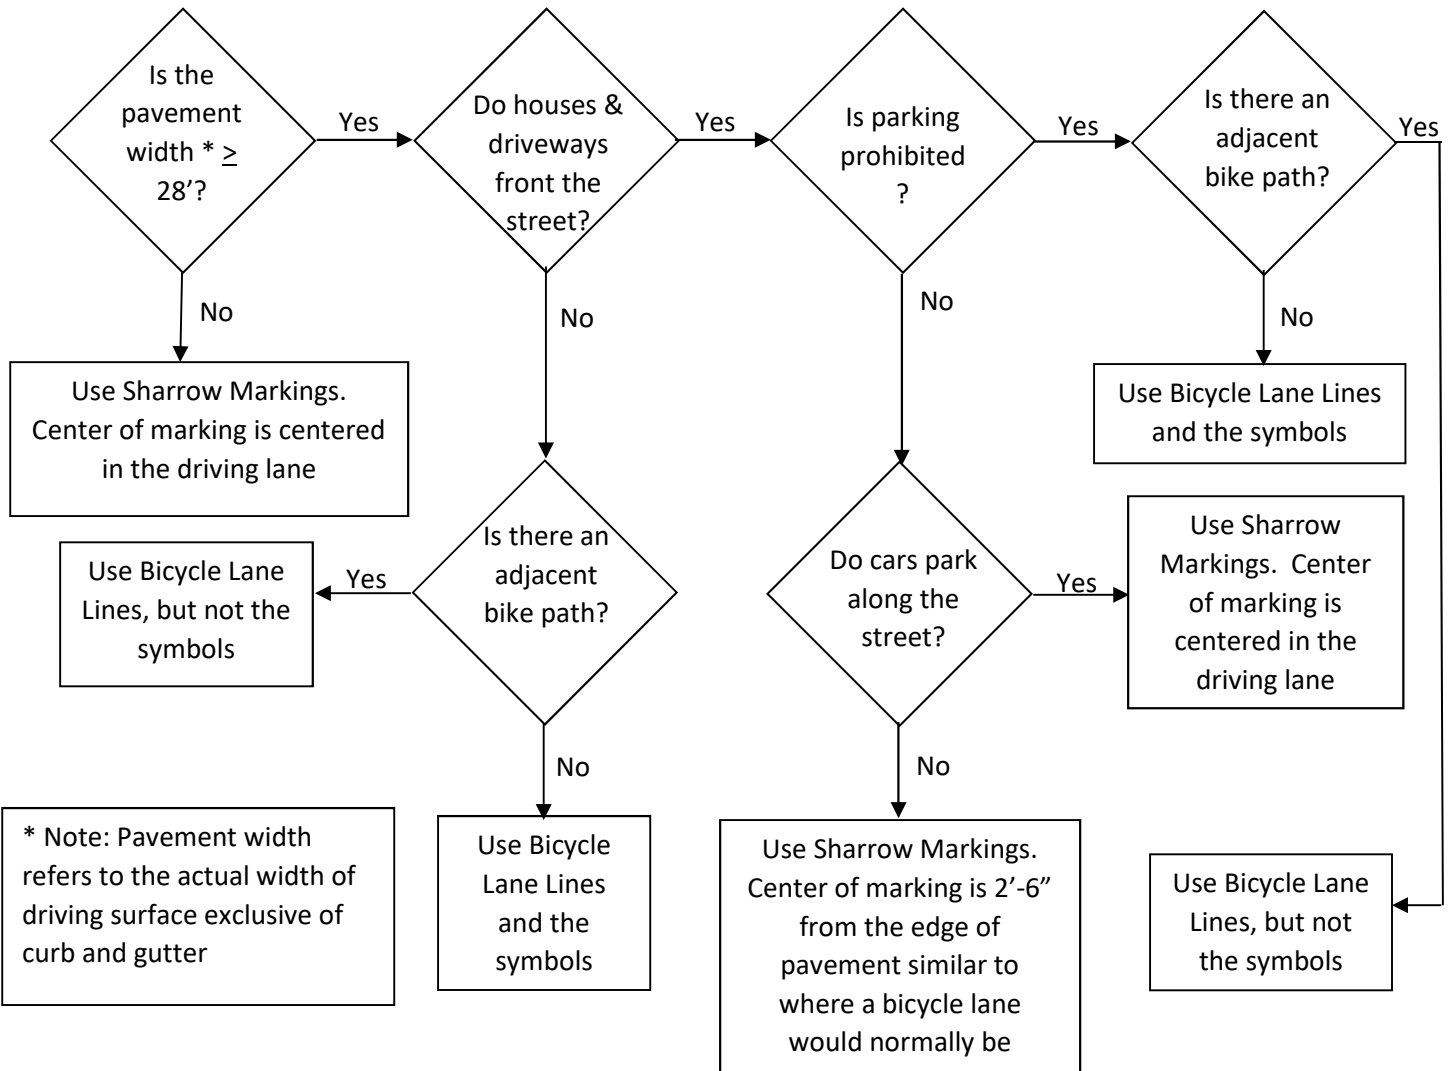 Is the
pavement
width * ≥
28’?
Yes
No
Do houses &
driveways
front the
street?
Yes
No
Is parking
prohibited
?
Yes
No
Is there an
adjacent
bike path?
Yes
No
Use Sharrow Markings.
Center of marking is centered
in the driving lane
Use Bicycle Lane Lines
and the symbols
Use Bicycle Lane
Lines, but not the
symbols
Yes
Is there an
adjacent
bike path?
No
Do cars park
along the
street?
Yes
No
Use Sharrow
Markings.  Center
of marking is
centered in the
driving lane
* Note: Pavement width
refers to the actual width of
driving surface exclusive of
curb and gutter
Use Bicycle
Lane Lines
and the
symbols
Use Sharrow Markings.
Center of marking is 2’-6”
from the edge of
pavement similar to
where a bicycle lane
would normally be
Use Bicycle Lane
Lines, but not
the symbols